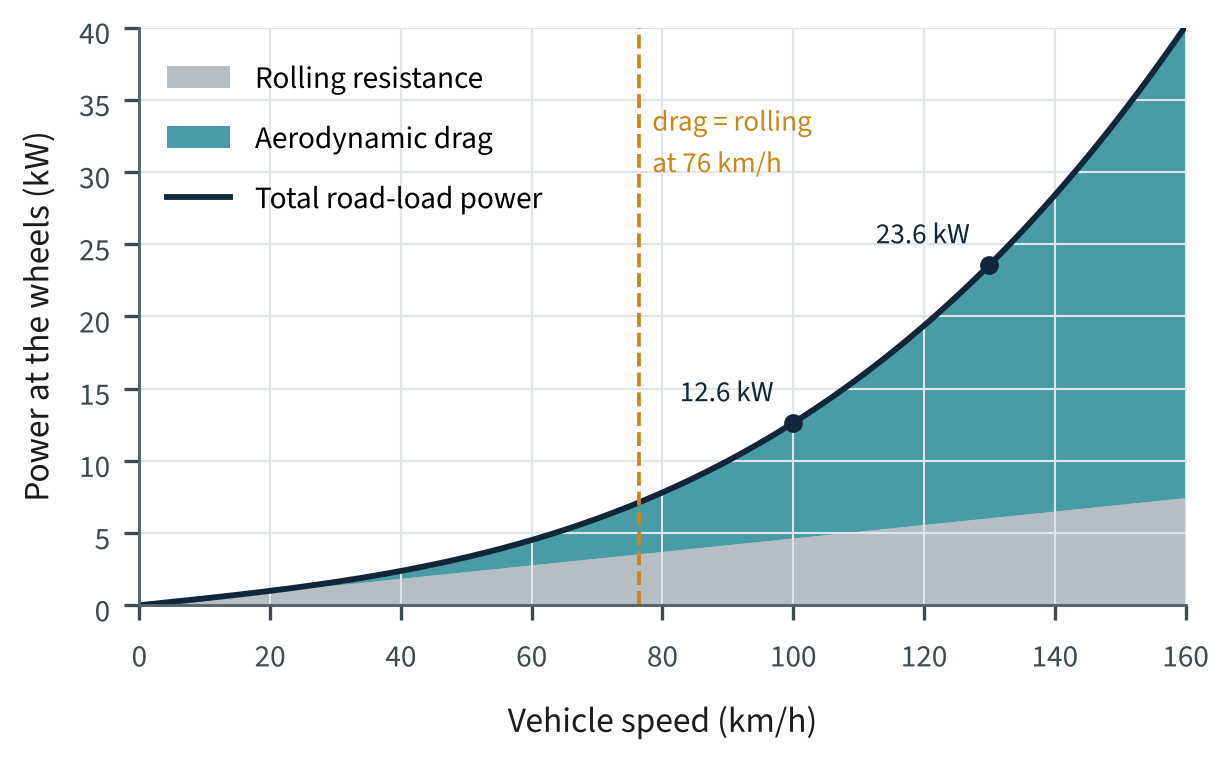 40
35
30
25
20
15
10
5
0
Power at the wheels (kW)
Rolling resistance
Aerodynamic drag
Total road-load power
drag = rolling
at 76 km/h
23.6 kW
12.6 kW
0 20 40 60 80 100 120 140 160
Vehicle speed (km/h)